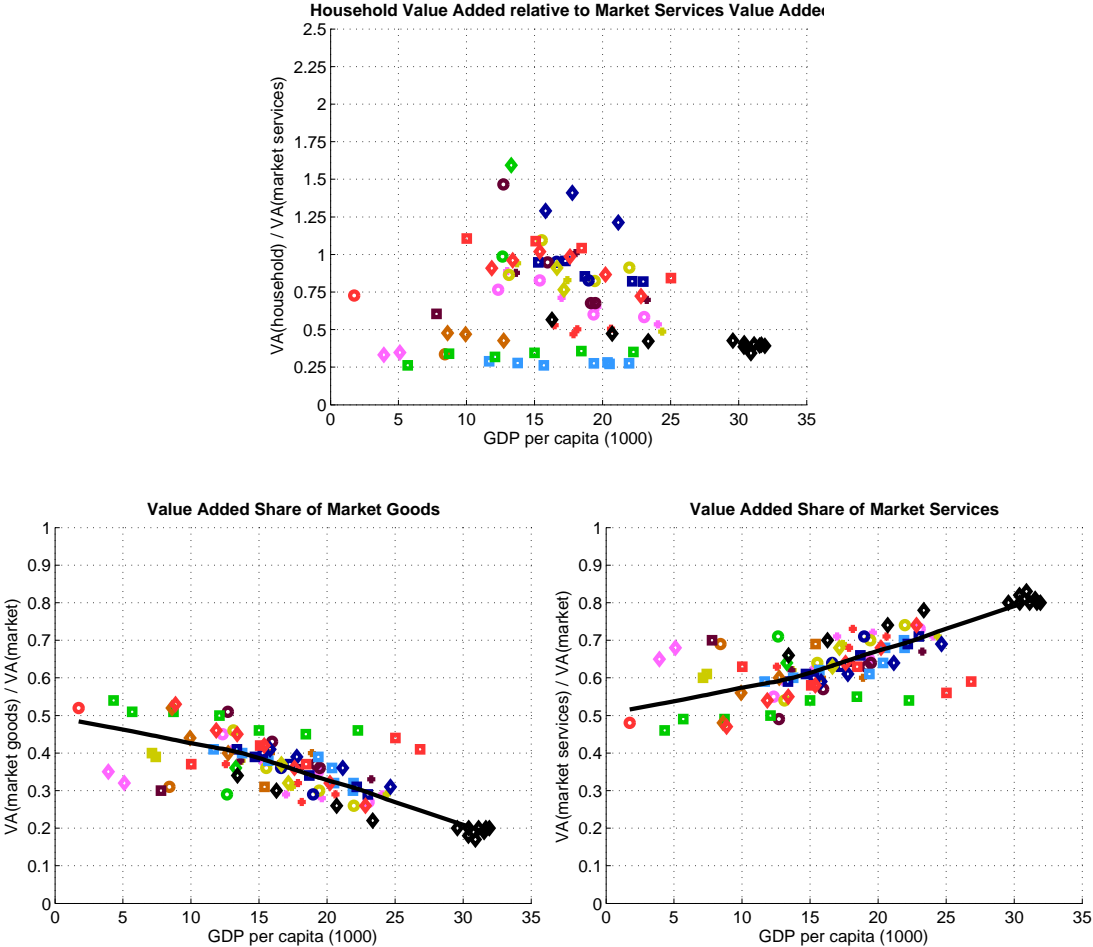 Household Value Added relative to Market Services Value Adde
2.5
2.25
2
1.75
1.5
1.25
1
0.75
0.5
0.25
0
VA(household) / VA(market services)
0 5 10 15 20 25 30 35
GDP per capita (1000)
Value Added Share of Market Goods
1
0.9
0.8
0.7
0.6
0.5
0.4
0.3
0.2
0.1
0
VA(market goods) / VA(market)
0 5 10 15 20 25 30 35
GDP per capita (1000)
Value Added Share of Market Services
1
0.9
0.8
0.7
0.6
0.5
0.4
0.3
0.2
0.1
0
VA(market services) / VA(market)
0 5 10 15 20 25 30 35
GDP per capita (1000)